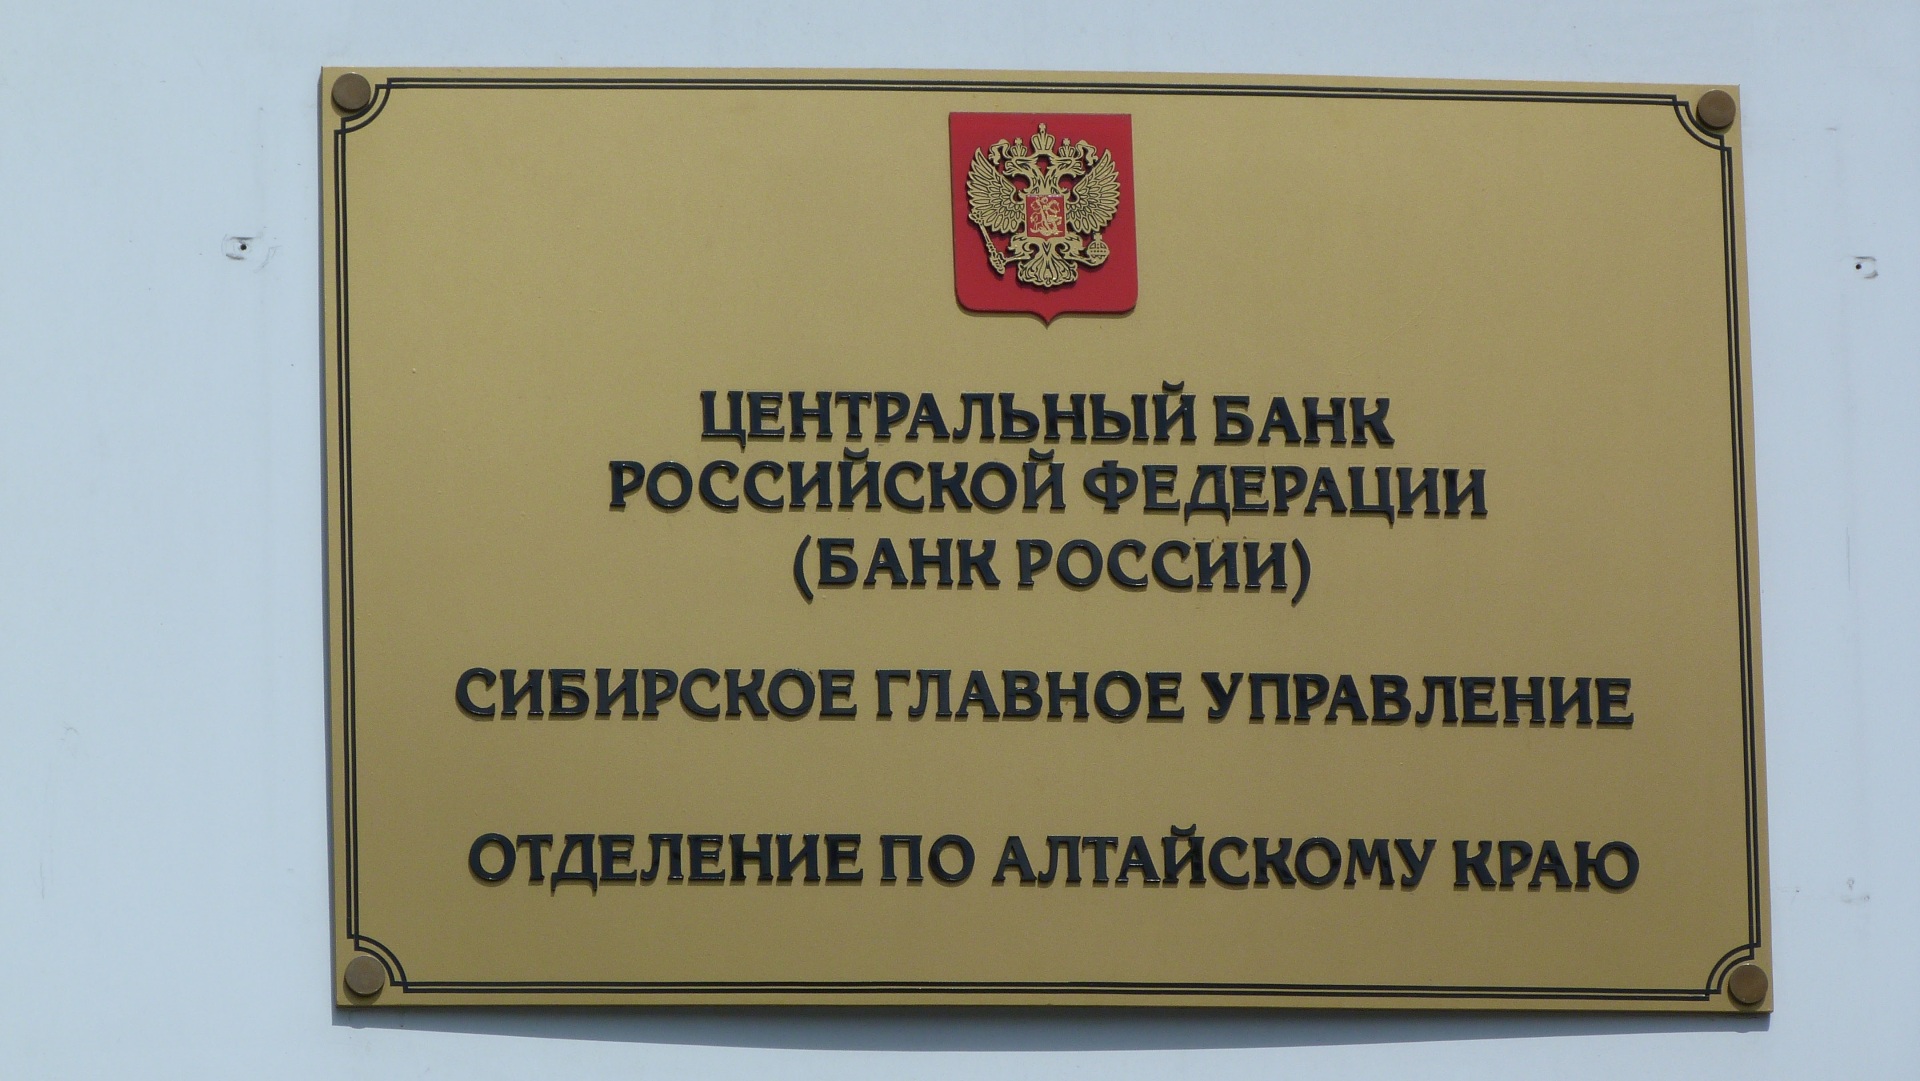 ЦЕНТРАЛЬНЫЙ БАНК
РОССИЙСКОЙ ФЕДЕРАЦИИ
(БАНК РОССИИ)
СИБИРСКОЕ ГЛАВНОЕ УПРАВЛЕНИЕ
ОТДЕЛЕНИЕ ПО АЛТАЙСКОМУ КРАЮ